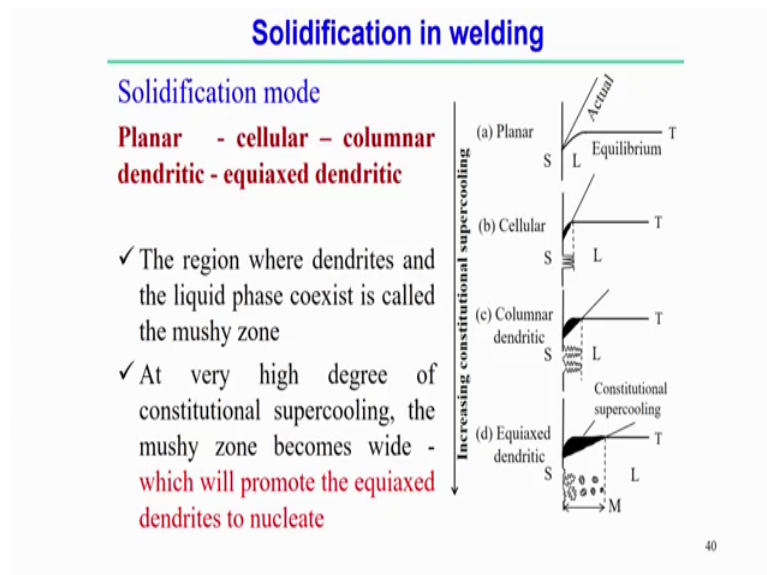 Solidification in welding
Solidification mode
Planar - cellular – columnar
dendritic - equiaxed dendritic
✓ The region where dendrites and
the liquid phase coexist is called
the mushy zone
✓ At very high degree of
constitutional supercooling, the
mushy zone becomes wide -
which will promote the equiaxed
dendrites to nucleate
Increasing constitutional supercooling
Actual
(a) Planar
T
Equilibrium
S L
(b) Cellular
T
S L
(c) Columnar
dendritic
T
S L
Constitutional
supercooling
(d) Equiaxed
dendritic
T
S L
M
40